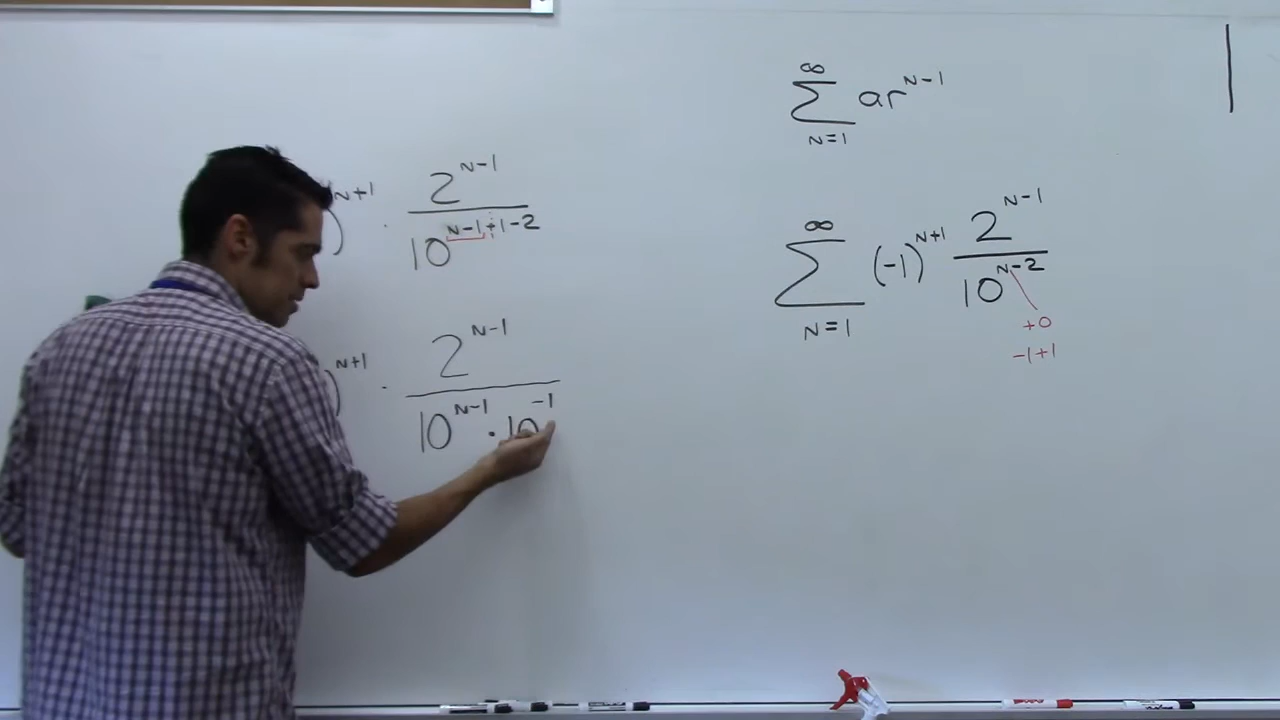 ) ᴺ⁺¹ · 2ᴺ⁻¹ / 10ᴺ⁻¹⁺¹⁻²
) ᴺ⁺¹ · 2ᴺ⁻¹ / 10ᴺ⁻¹ · 10⁻¹
∞
∑ arᴺ⁻¹
N=1
∞
∑ (-1)ᴺ⁺¹ 2ᴺ⁻¹ / 10ᴺ⁻²
N=1
+0
-1+1